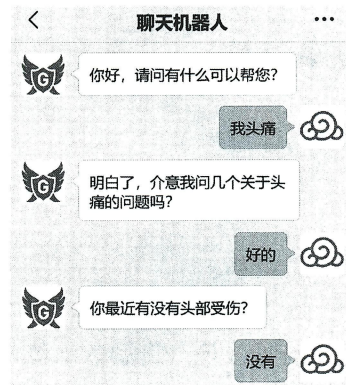 聊天机器人
G
你好，请问有什么可以帮您？
我头痛
G
明白了，介意我问几个关于头
痛的问题吗？
好的
G
你最近有没有头部受伤？
没有